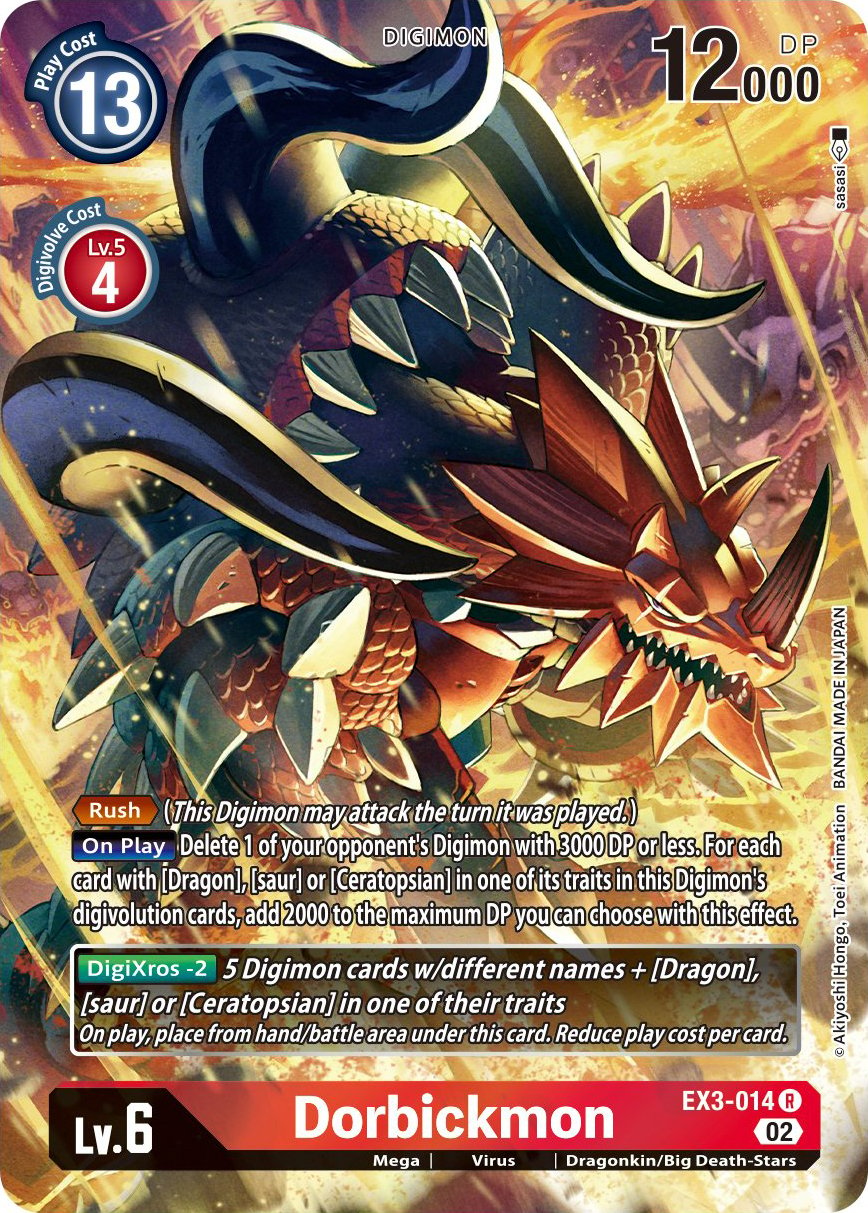 DIGIMON
Play Cost
13
12000
DP
Digivolve Cost
Lv.5
4
sasasi
Rush (This Digimon may attack the turn it was played.)
On Play Delete 1 of your opponent's Digimon with 3000 DP or less. For each
card with [Dragon], [saur] or [Ceratopsian] in one of its traits in this Digimon's
digivolution cards, add 2000 to the maximum DP you can choose with this effect.
DigiXros -2 5 Digimon cards w/different names + [Dragon],
[saur] or [Ceratopsian] in one of their traits
On play, place from hand/battle area under this card. Reduce play cost per card.
© Akiyoshi Hongo, Toei Animation BANDAI MADE IN JAPAN
Lv.6
Dorbickmon
EX3-014 R
02
Mega | Virus | Dragonkin/Big Death-Stars